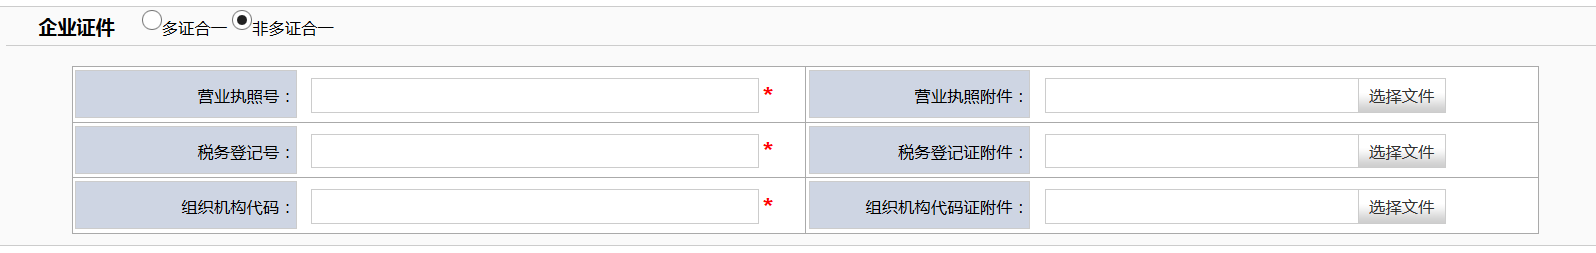 企业证件 多证合一 非多证合一
营业执照号： * 营业执照附件： 选择文件
税务登记号： * 税务登记证附件： 选择文件
组织机构代码： * 组织机构代码证附件： 选择文件